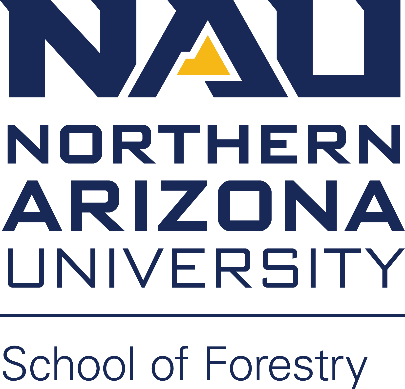 NAU
NORTHERN
ARIZONA
UNIVERSITY
School of Forestry